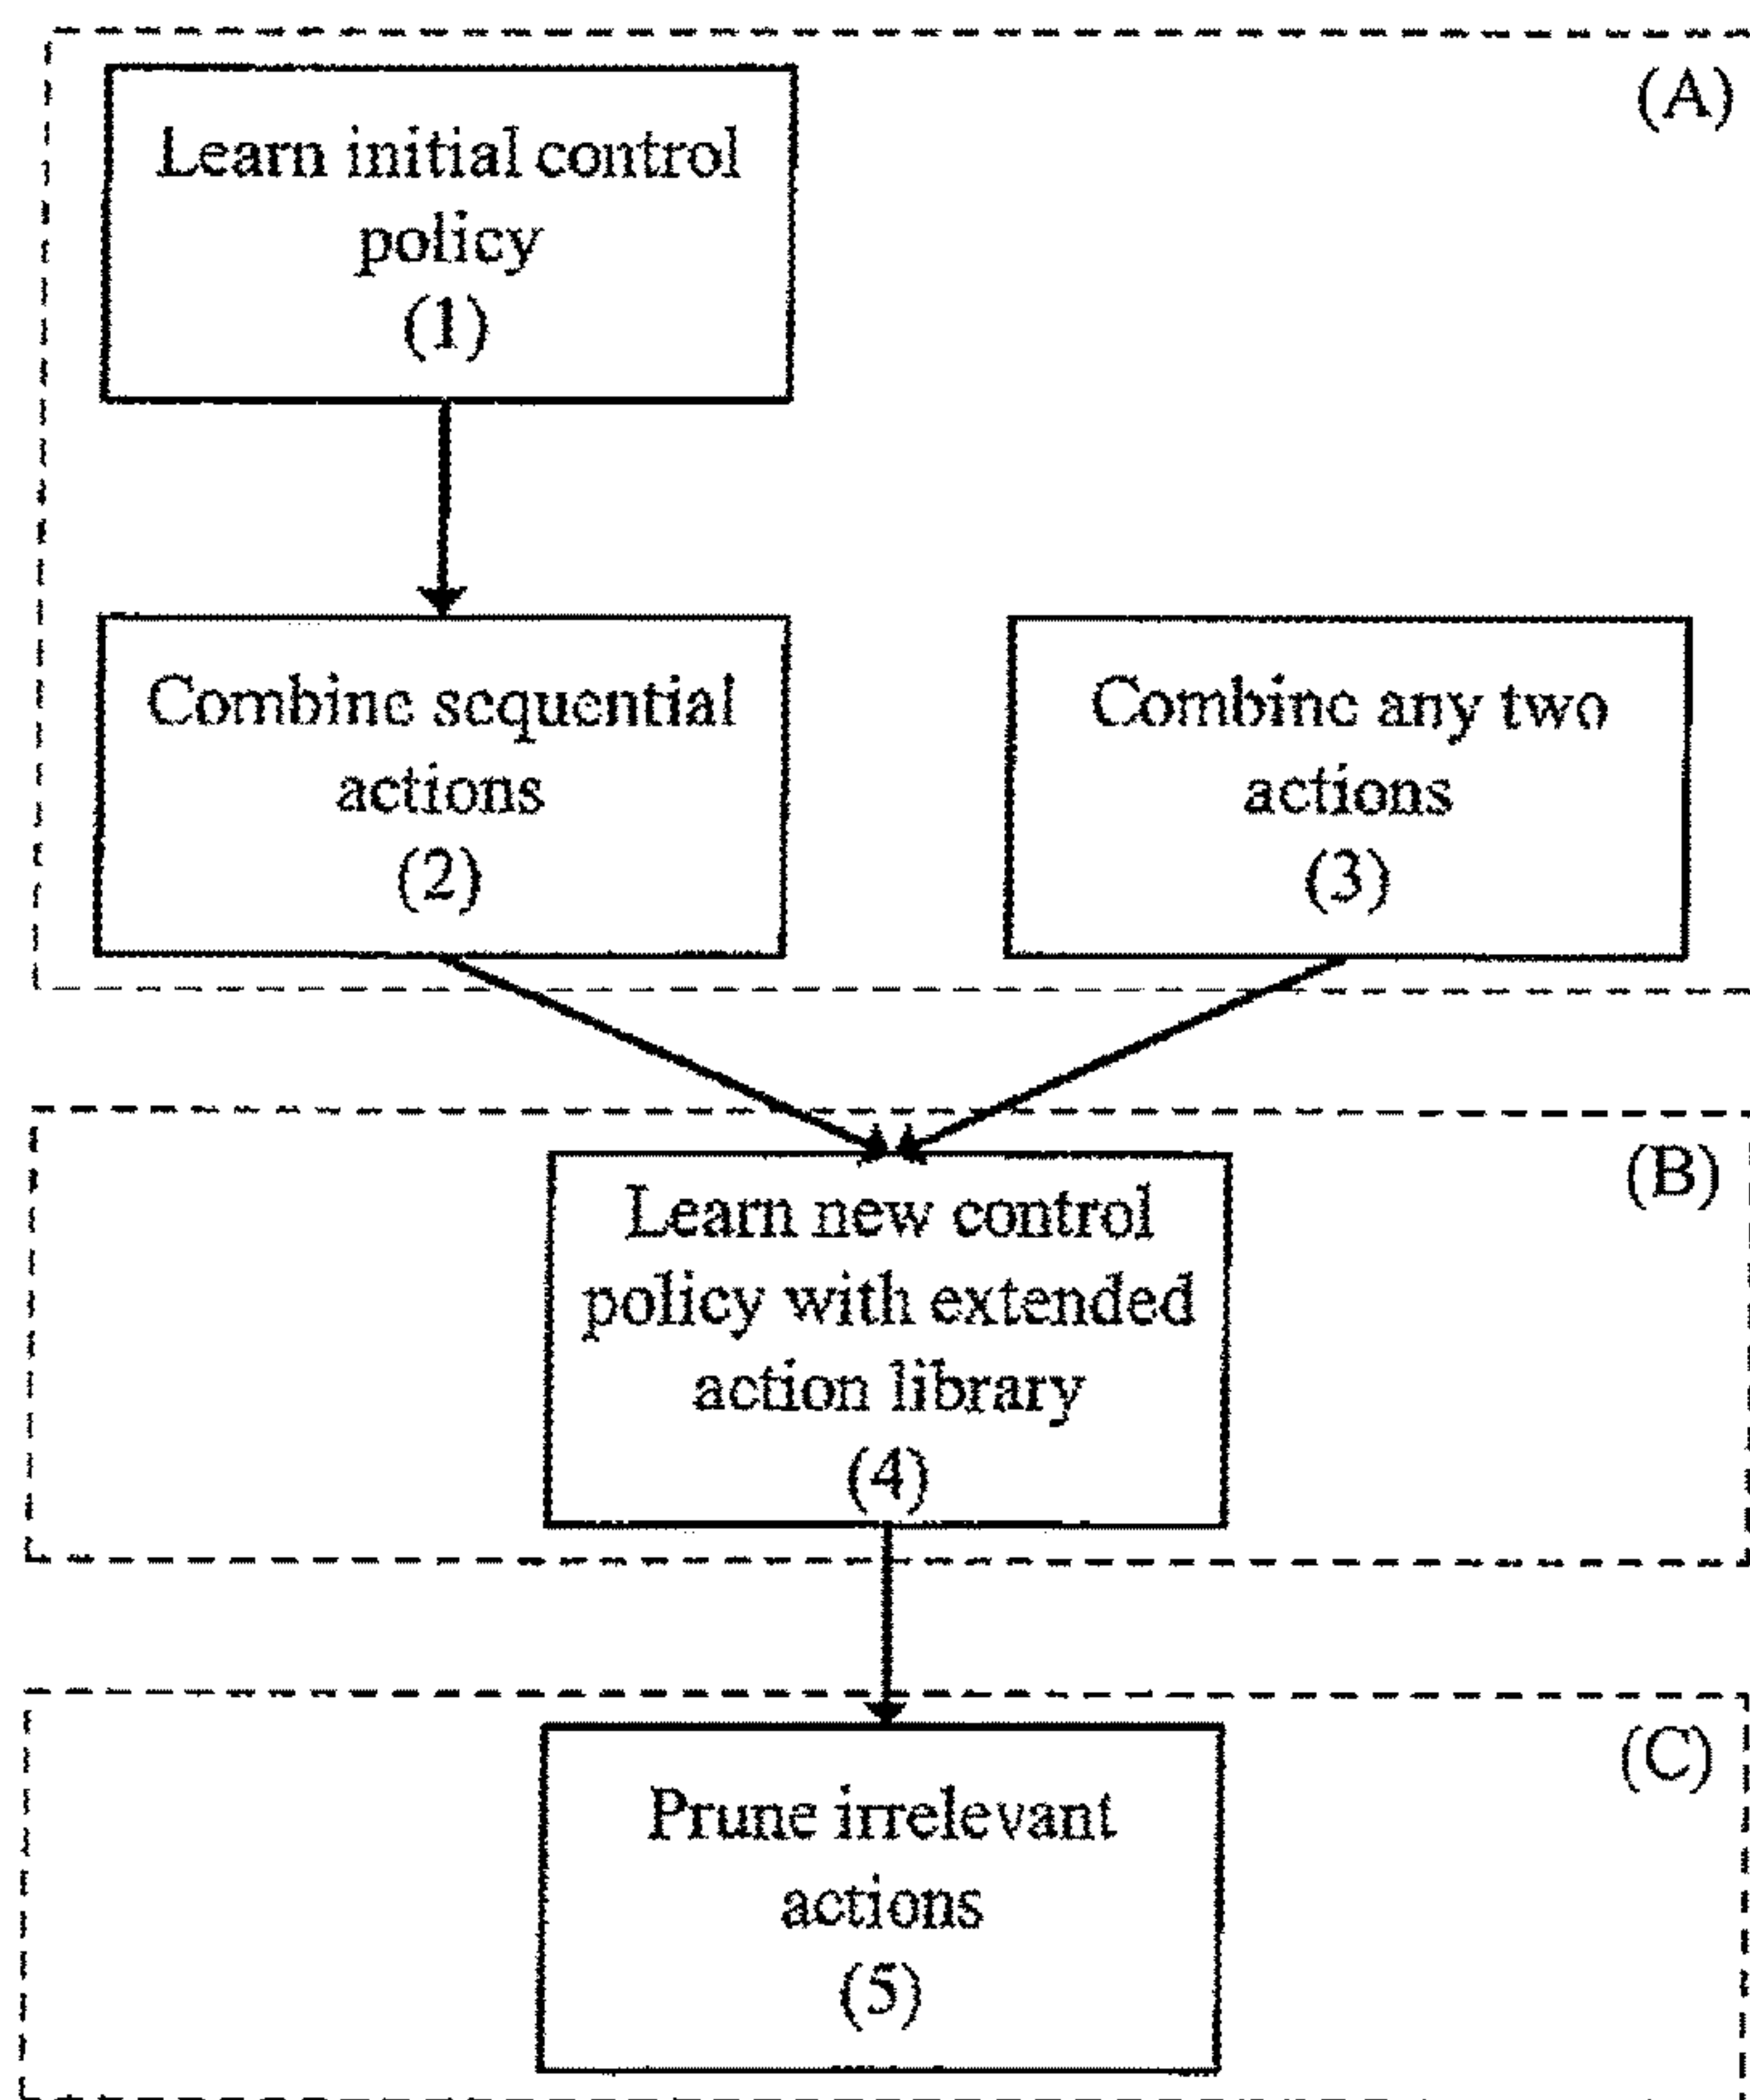 (A)
Learn initial control
policy
(1)
Combine sequential
actions
(2)
Combine any two
actions
(3)
(B)
Learn new control
policy with extended
action library
(4)
(C)
Prune irrelevant
actions
(5)